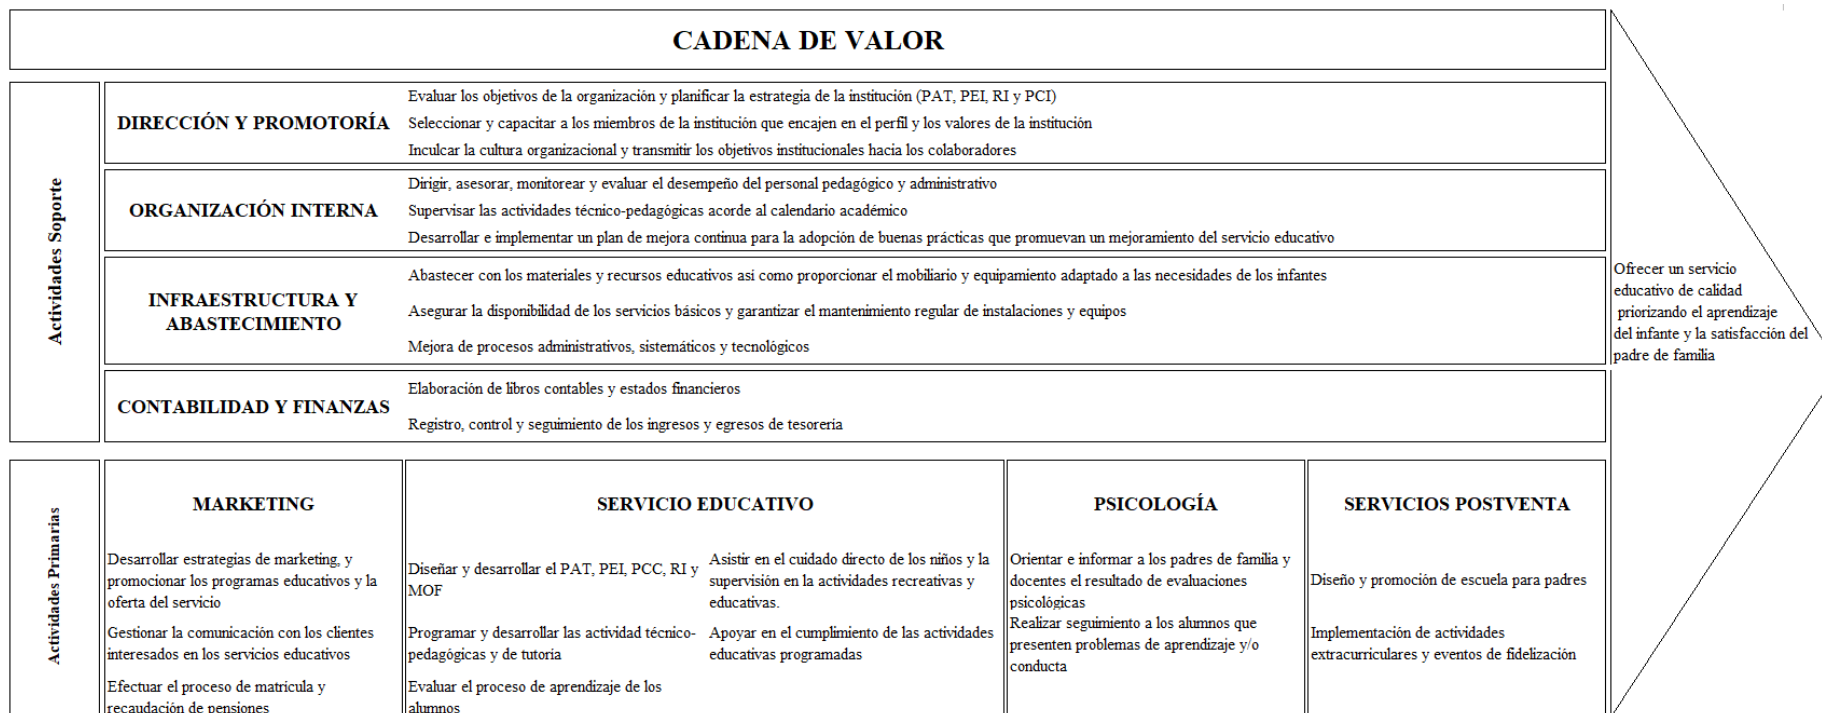 CADENA DE VALOR
Actividades Soporte
DIRECCIÓN Y PROMOTORÍA
Evaluar los objetivos de la organización y planificar la estrategia de la institución (PAT, PEI, RI y PCI)
Seleccionar y capacitar a los miembros de la institución que encajen en el perfil y los valores de la institución
Inculcar la cultura organizacional y transmitir los objetivos institucionales hacia los colaboradores
ORGANIZACIÓN INTERNA
Dirigir, asesorar, monitorear y evaluar el desempeño del personal pedagógico y administrativo
Supervisar las actividades técnico-pedagógicas acorde al calendario académico
Desarrollar e implementar un plan de mejora continua para la adopción de buenas prácticas que promuevan un mejoramiento del servicio educativo
INFRAESTRUCTURA Y
ABASTECIMIENTO
Abastecer con los materiales y recursos educativos asi como proporcionar el mobiliario y equipamiento adaptado a las necesidades de los infantes
Asegurar la disponibilidad de los servicios básicos y garantizar el mantenimiento regular de instalaciones y equipos
Mejora de procesos administrativos, sistemáticos y tecnológicos
CONTABILIDAD Y FINANZAS
Elaboración de libros contables y estados financieros
Registro, control y seguimiento de los ingresos y egresos de tesorería
Ofrecer un servicio
educativo de calidad
priorizando el aprendizaje
del infante y la satisfacción del
padre de familia
Actividades Primarias
MARKETING
Desarrollar estrategias de marketing, y
promocionar los programas educativos y la
oferta del servicio
Gestionar la comunicación con los clientes
interesados en los servicios educativos
Efectuar el proceso de matrícula y
recaudación de pensiones
SERVICIO EDUCATIVO
Diseñar y desarrollar el PAT, PEI, PCC, RI y
MOF
Programar y desarrollar las actividad técnico-
pedagógicas y de tutoría
Evaluar el proceso de aprendizaje de los
alumnos
Asistir en el cuidado directo de los niños y la
supervisión en la actividades recreativas y
educativas.
Apoyar en el cumplimiento de las actividades
educativas programadas
PSICOLOGÍA
Orientar e informar a los padres de familia y
docentes el resultado de evaluaciones
psicológicas
Realizar seguimiento a los alumnos que
presenten problemas de aprendizaje y/o
conducta
SERVICIOS POSTVENTA
Diseño y promoción de escuela para padres
Implementación de actividades
extracurriculares y eventos de fidelización